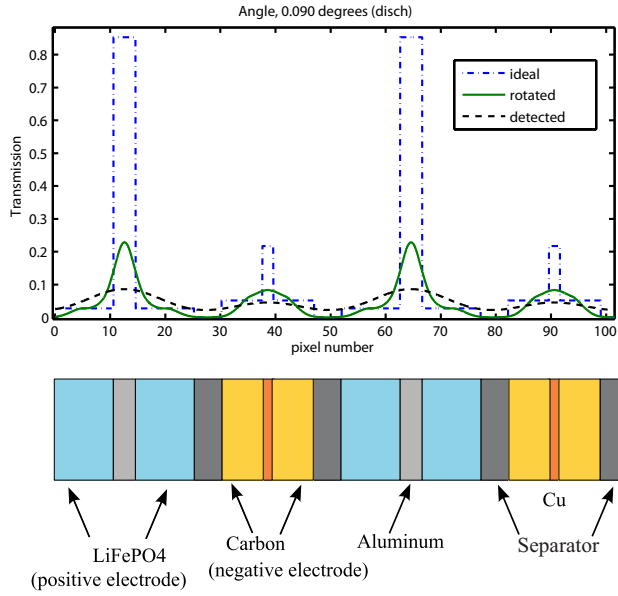 Angle, 0.090 degrees (disch)
Transmission
0.8
0.7
0.6
0.5
0.4
0.3
0.2
0.1
0
ideal
rotated
detected
0 10 20 30 40 50 60 70 80 90 100
pixel number
LiFePO4
(positive electrode)
Carbon
(negative electrode)
Aluminum
Cu
Separator